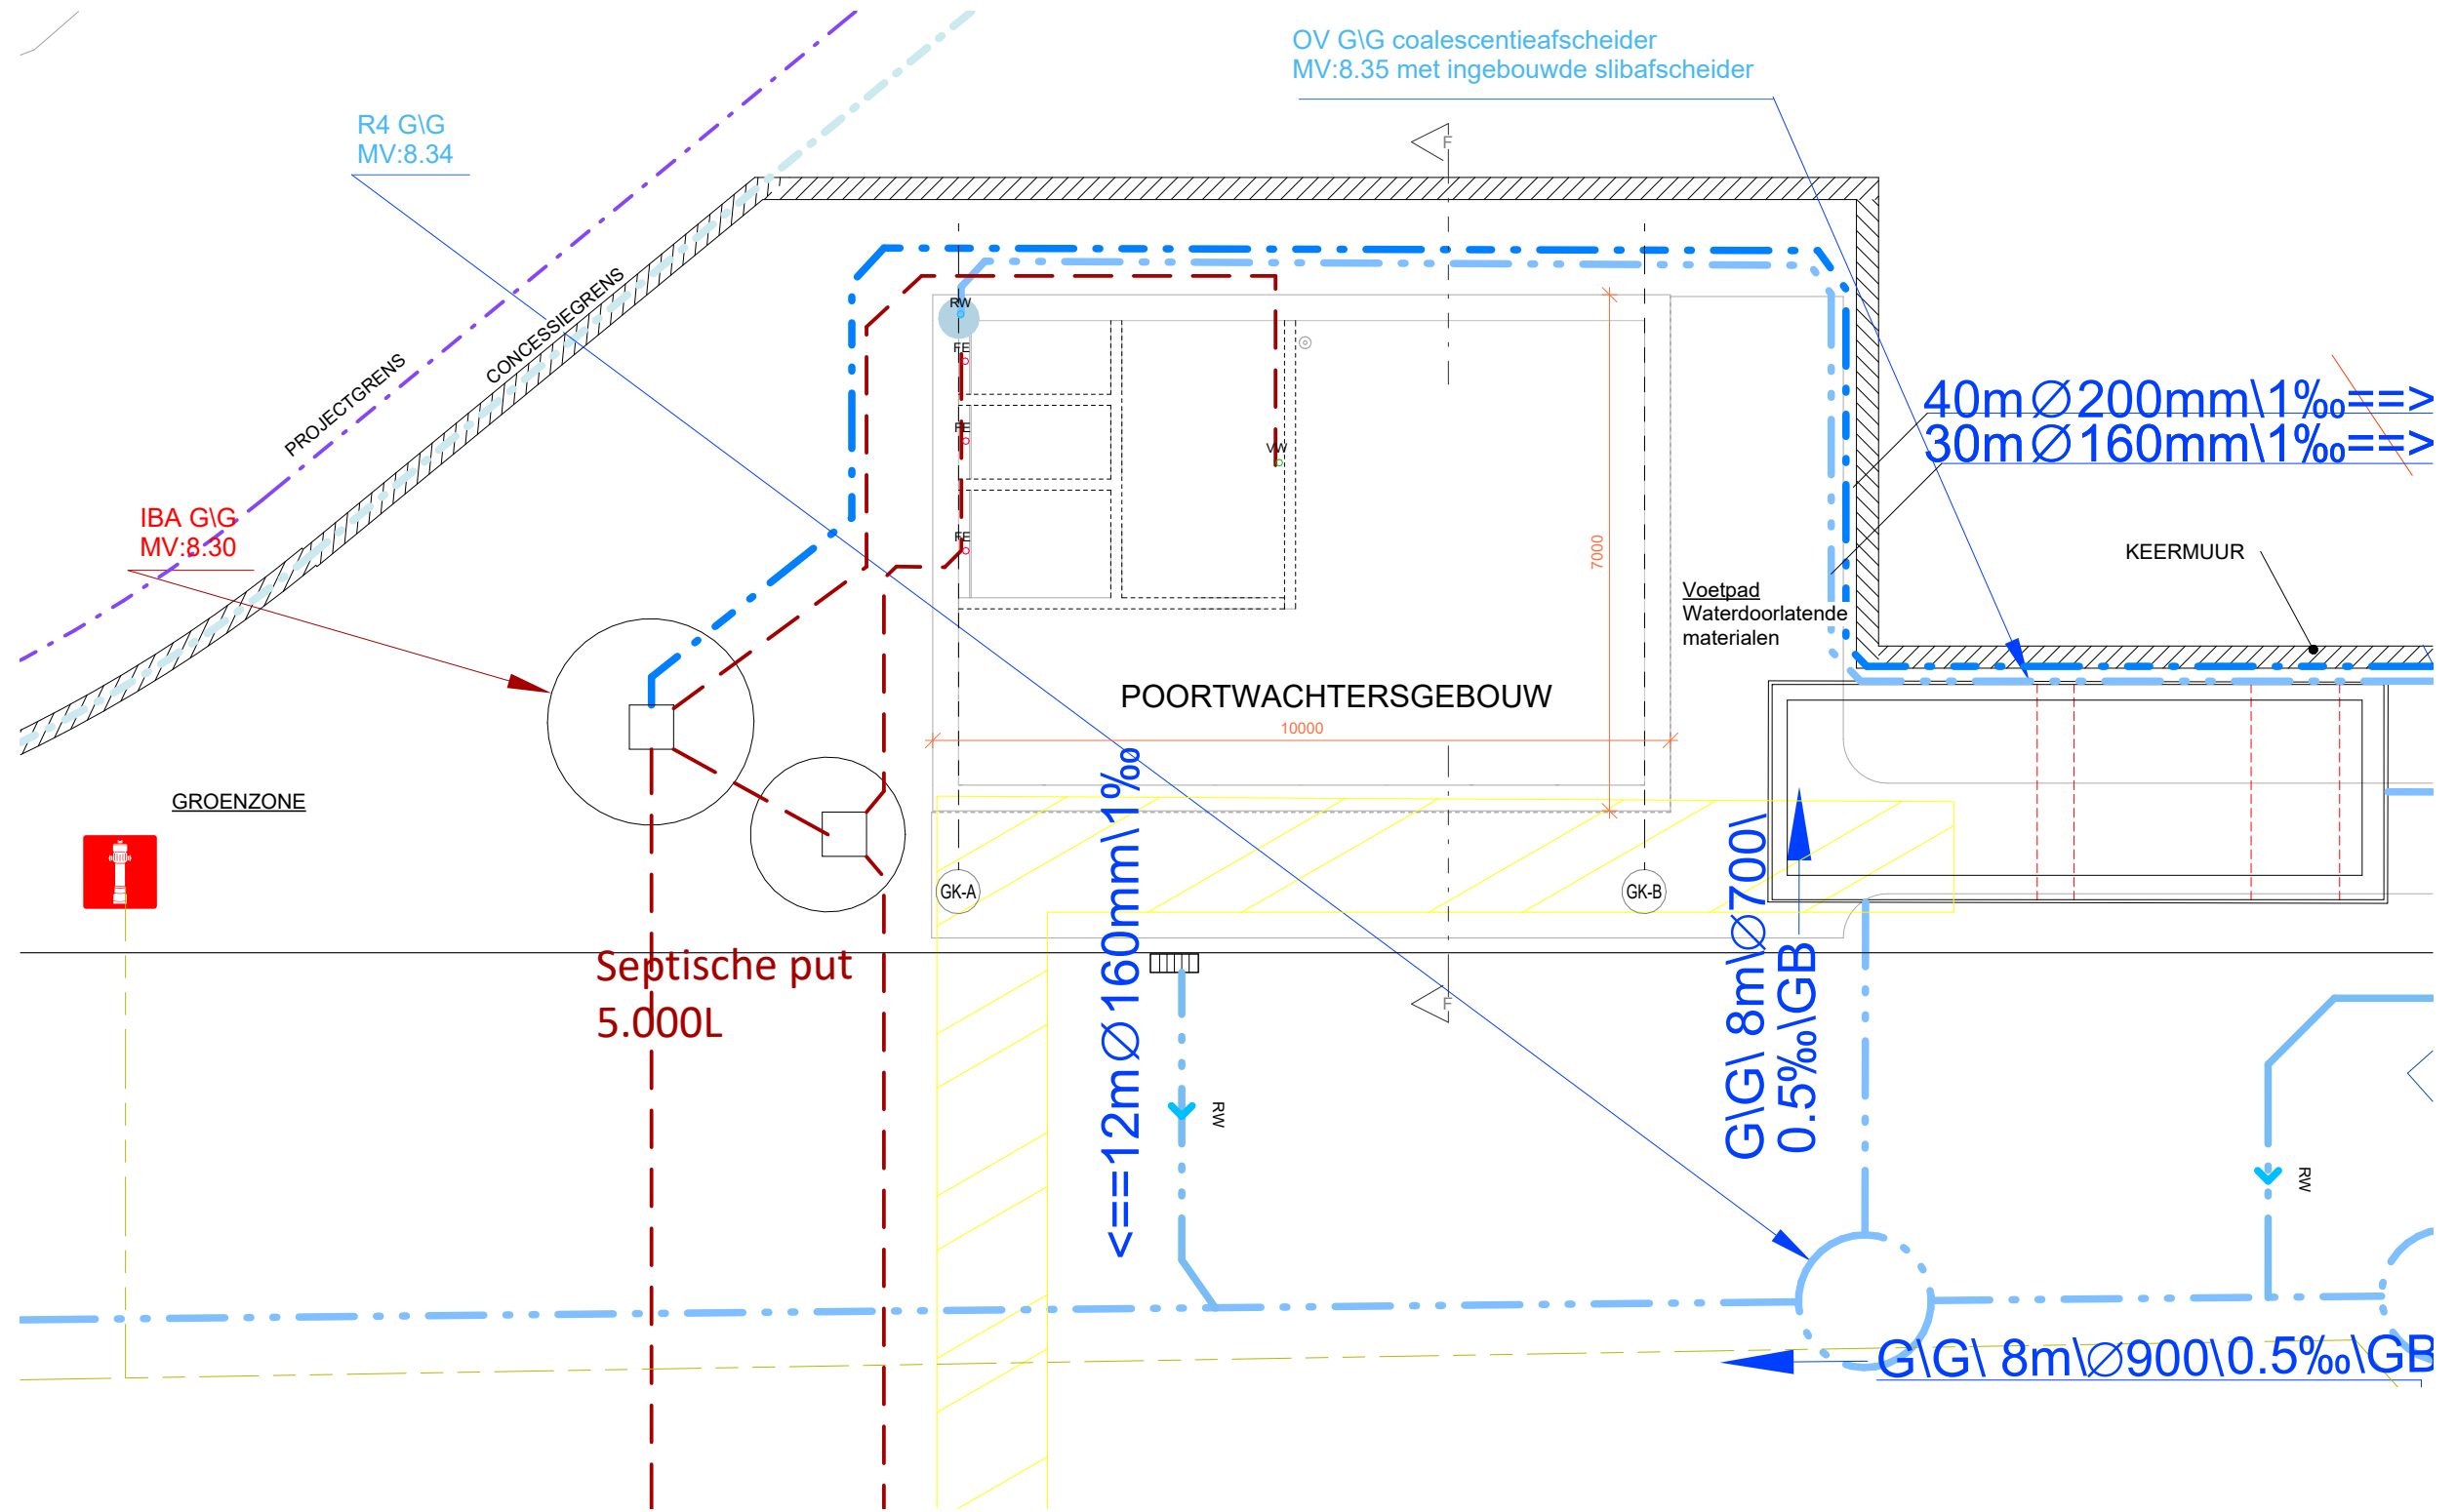 OV G\G coalescentieafscheider
MV:8.35 met ingebouwde slibafscheider
R4 G\G
MV:8.34
F
PROJECTGRENS
CONCESSIEGRENS
RW
FE
FE
FE
VW
40m∅200mm\1‰==>
30m∅160mm\1‰==>
IBA G\G
MV:8.30
7000
KEERMUUR
Voetpad
Waterdoorlatende
materialen
POORTWACHTERSGEBOUW
10000
GROENZONE
GK-A
GK-B
Septische put
5.000L
<==12m∅160mm\1‰
G\G\ 8m\∅700\
0.5‰\GB
F
RW
RW
G\G\ 8m\∅900\0.5‰\GB